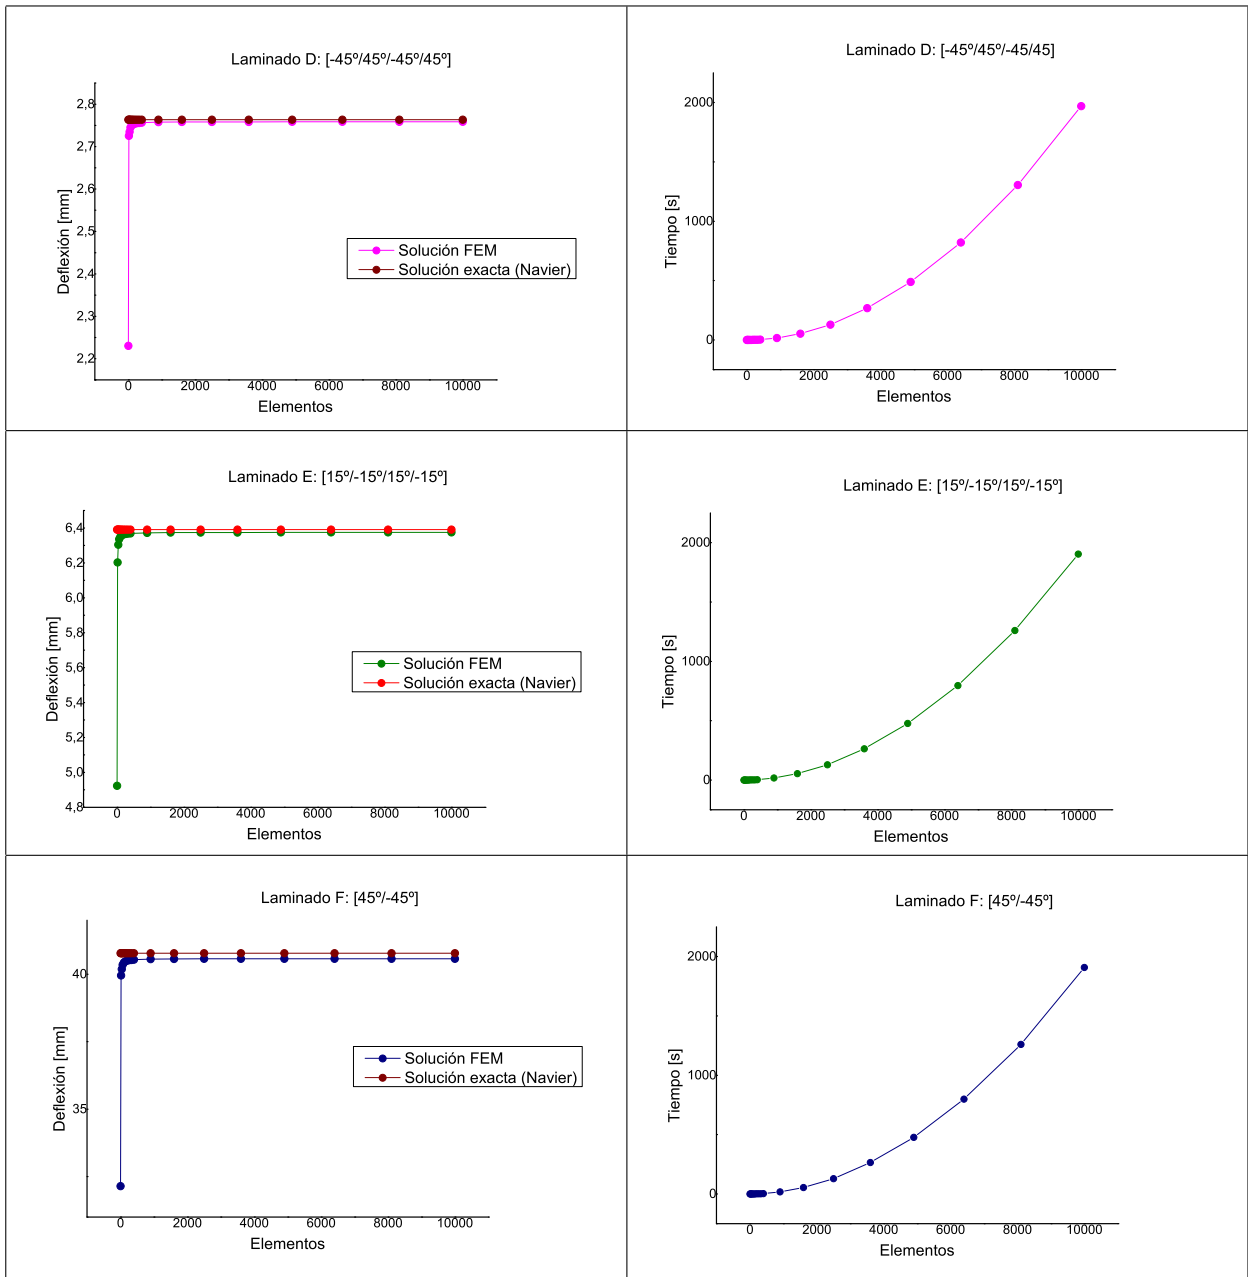 Laminado D: [-45º/45º/-45º/45º]
2,8
2,7
2,6
2,5
2,4
2,3
2,2
Deflexión [mm]
Solución FEM
Solución exacta (Navier)
0 2000 4000 6000 8000 10000
Elementos
Laminado D: [-45º/45º/-45/45]
2000
1000
0
Tiempo [s]
0 2000 4000 6000 8000 10000
Elementos
Laminado E: [15º/-15º/15º/-15º]
6,4
6,2
6,0
5,8
5,6
5,4
5,2
5,0
4,8
Deflexión [mm]
Solución FEM
Solución exacta (Navier)
0 2000 4000 6000 8000 10000
Elementos
Laminado E: [15º/-15º/15º/-15º]
2000
1000
0
Tiempo [s]
0 2000 4000 6000 8000 10000
Elementos
Laminado F: [45º/-45º]
40
35
Deflexión [mm]
Solución FEM
Solución exacta (Navier)
0 2000 4000 6000 8000 10000
Elementos
Laminado F: [45º/-45º]
2000
1000
0
Tiempo [s]
0 2000 4000 6000 8000 10000
Elementos